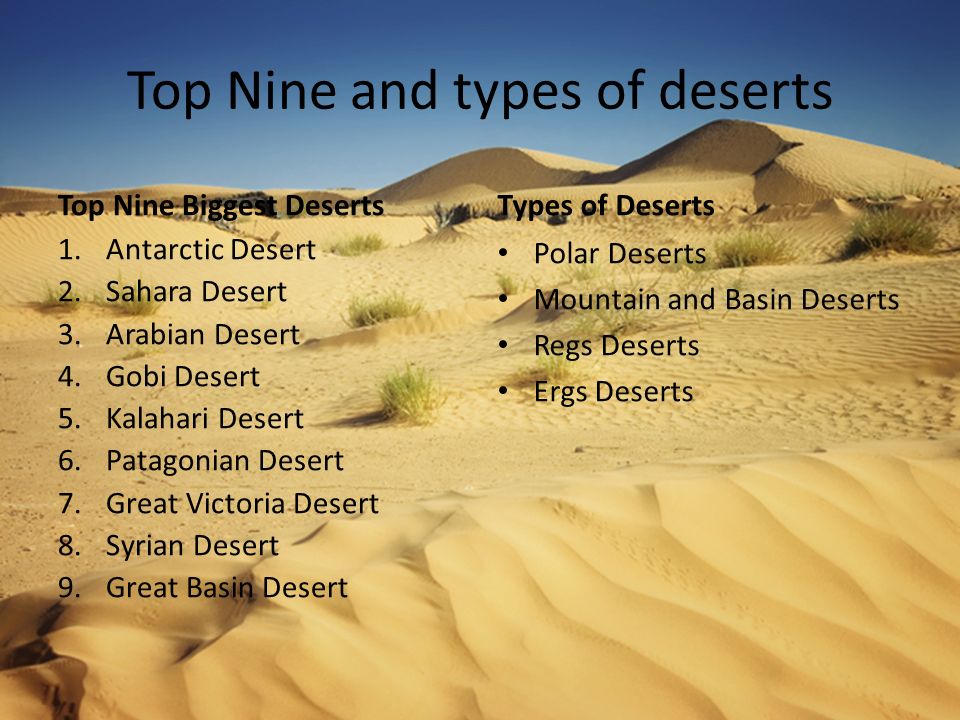 Top Nine and types of deserts
Top Nine Biggest Deserts
1. Antarctic Desert
2. Sahara Desert
3. Arabian Desert
4. Gobi Desert
5. Kalahari Desert
6. Patagonian Desert
7. Great Victoria Desert
8. Syrian Desert
9. Great Basin Desert
Types of Deserts
• Polar Deserts
• Mountain and Basin Deserts
• Regs Deserts
• Ergs Deserts